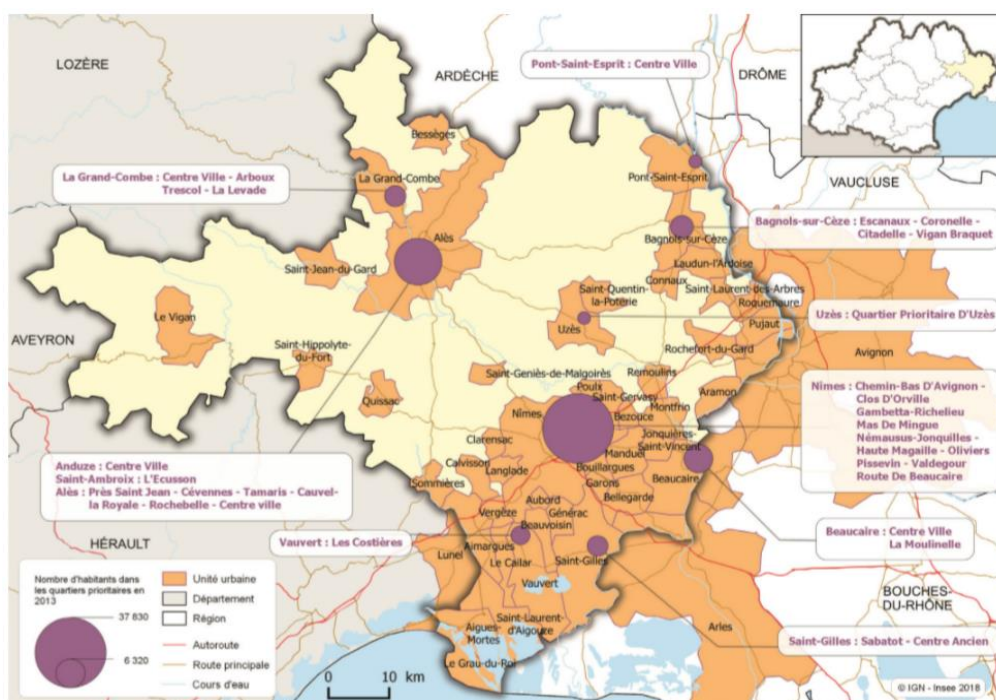 LOZÈRE
ARDÈCHE
Pont-Saint-Esprit : Centre Ville
DRÔME
Bessèges
La Grand-Combe : Centre Ville - Arboux
Trescol - La Levade
La Grand-Combe
Pont-Saint-Esprit
VAUCLUSE
Bagnols-sur-Cèze : Escanaux - Coronelle -
Citadelle - Vigan Braquet
Alès
Bagnols-sur-Cèze
Laudun-l'Ardoise
Saint-Jean-du-Gard
Connaux
Saint-Laurent-des-Arbres
Saint-Quentin-
la-Poterie
Roquemaure
Uzès : Quartier Prioritaire D'Uzès
Le Vigan
Uzès
Pujaut
AVEYRON
Saint-Hippolyte-
du-Fort
Rochefort-du-Gard
Avignon
Saint-Geniès-de-Malgoirès
Remoulins
Quissac
Poulx
Saint-Gervasy
Aramon
Nîmes
Bezouce
Montfrin
Nîmes : Chemin-Bas D'Avignon -
Clos D'Orville
Gambetta-Richelieu
Mas De Mingue
Némausus-Jonquilles -
Haute Magaille - Oliviers
Pissevin - Valdegour
Route De Beaucaire
Clarensac
Jonquières-
Saint-Vincent
Manduel
Calvisson
Langlade
Bouillargues
Garons
Beaucaire
Sommières
Bellegarde
Anduze : Centre Ville
Saint-Ambroix : L'Ecusson
Alès : Près Saint Jean - Cévennes - Tamaris - Cauvel-
la Royale - Rochebelle - Centre ville
Aubord
Vergèze
Générac
Beauvoisin
Beaucaire : Centre Ville
La Moulinelle
HÉRAULT
Vauvert : Les Costières
Aimargues
Lunel
Le Cailar
Saint-Gilles
Vauvert
BOUCHES-
DU-RHÔNE
Saint-Laurent-
d'Aigouze
Aigues-
Mortes
Arles
Saint-Gilles : Sabatot - Centre Ancien
Le Grau-du-Roi
Nombre d'habitants dans
les quartiers prioritaires en
2013
37 830
6 320
Unité urbaine
Département
Région
Autoroute
Route principale
Cours d'eau
0 10 km
© IGN - Insee 2018